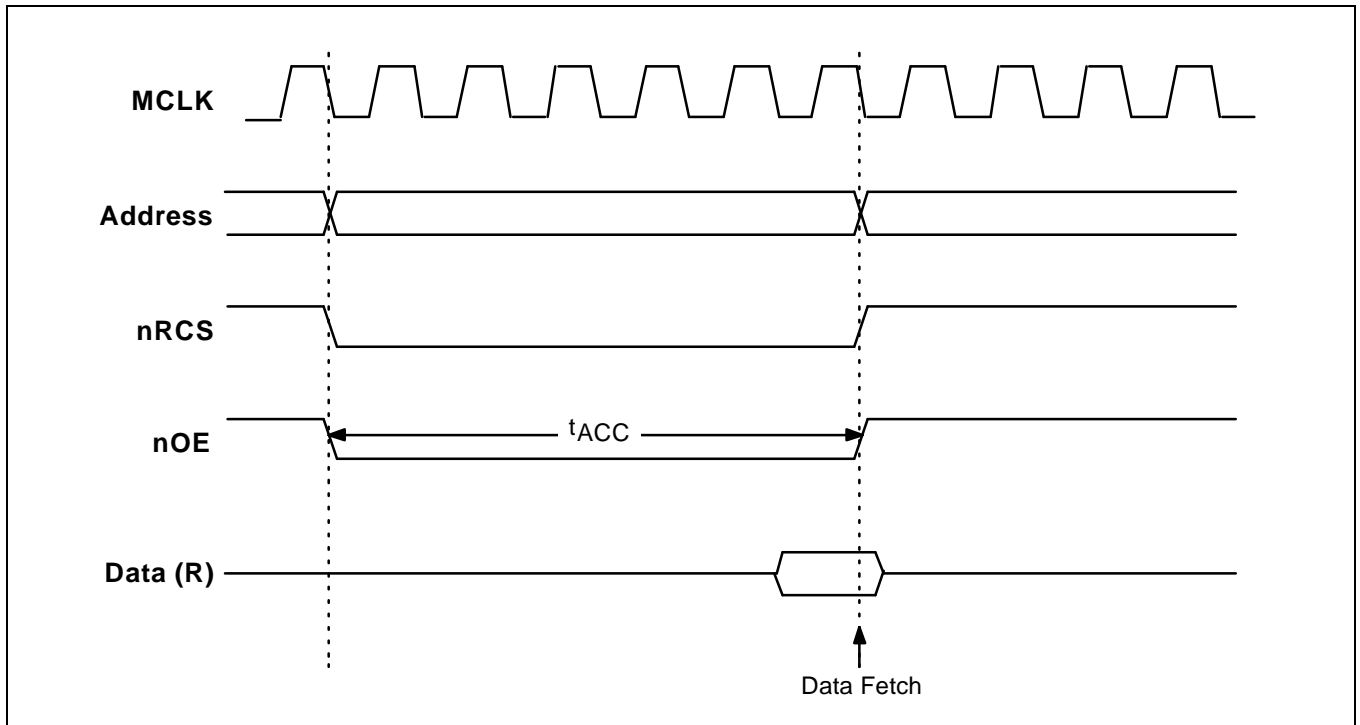 MCLK
Address
nRCS
nOE
tACC
Data (R)
Data Fetch